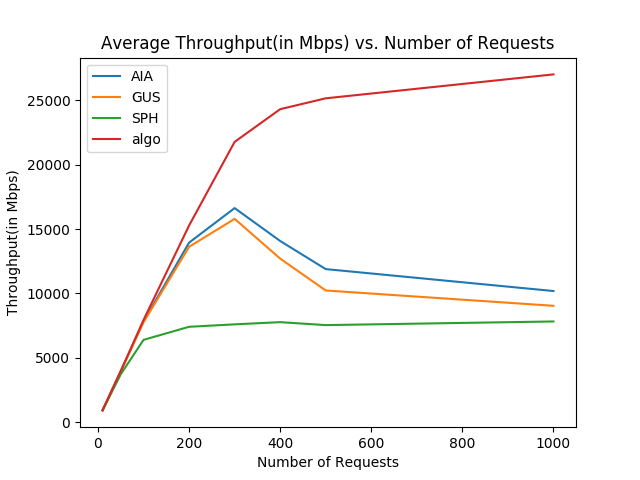 Average Throughput(in Mbps) vs. Number of Requests
AIA
GUS
SPH
algo
Throughput(in Mbps)
25000
20000
15000
10000
5000
0
0 200 400 600 800 1000
Number of Requests